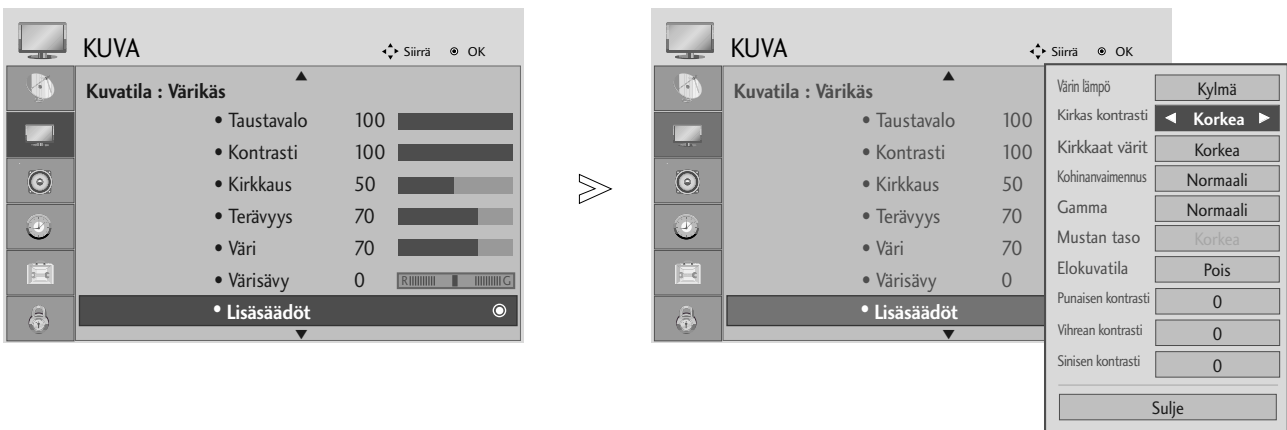 KUVA
Siirrä OK
Kuvatila : Värikäs
• Taustavalo 100
• Kontrasti 100
• Kirkkaus 50
• Terävyys 70
• Väri 70
• Värisävy 0 R G
• Lisäsäädöt
KUVA
Siirrä OK
Kuvatila : Värikäs
• Taustavalo 100
• Kontrasti 100
• Kirkkaus 50
• Terävyys 70
• Väri 70
• Värisävy 0
• Lisäsäädöt
Värin lämpö Kylmä
Kirkas kontrasti ◄ Korkea ►
Kirkkaat värit Korkea
Kohinanvaimennus Normaali
Gamma Normaali
Mustan taso Korkea
Elokuvatila Pois
Punaisen kontrasti 0
Vihrean kontrasti 0
Sinisen kontrasti 0
Sulje